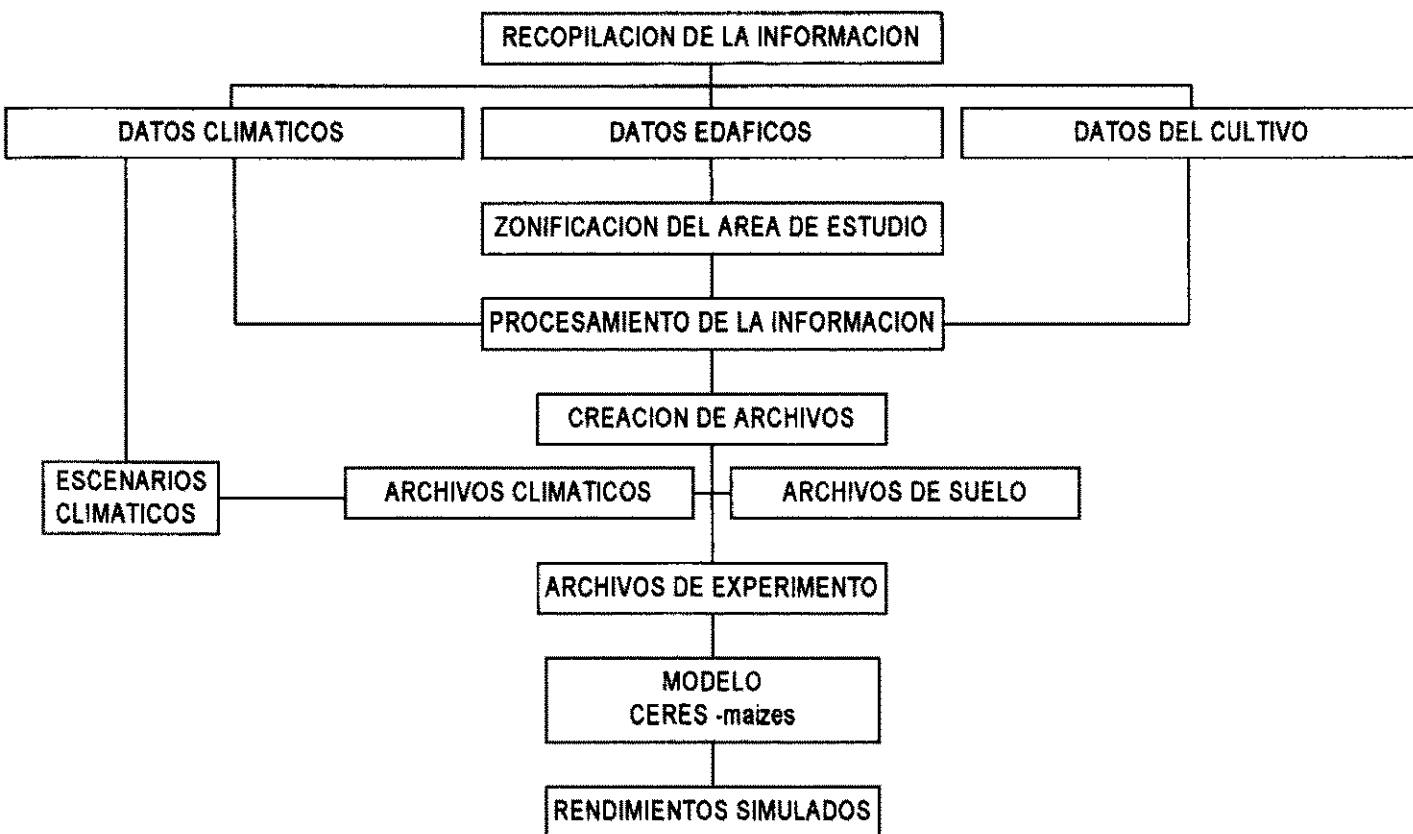 RECOPILACION DE LA INFORMACION
DATOS CLIMATICOS
DATOS EDAFICOS
DATOS DEL CULTIVO
ZONIFICACION DEL AREA DE ESTUDIO
PROCESAMIENTO DE LA INFORMACION
CREACION DE ARCHIVOS
ESCENARIOS
CLIMATICOS
ARCHIVOS CLIMATICOS
ARCHIVOS DE SUELO
ARCHIVOS DE EXPERIMENTO
MODELO
CERES -maizes
RENDIMIENTOS SIMULADOS